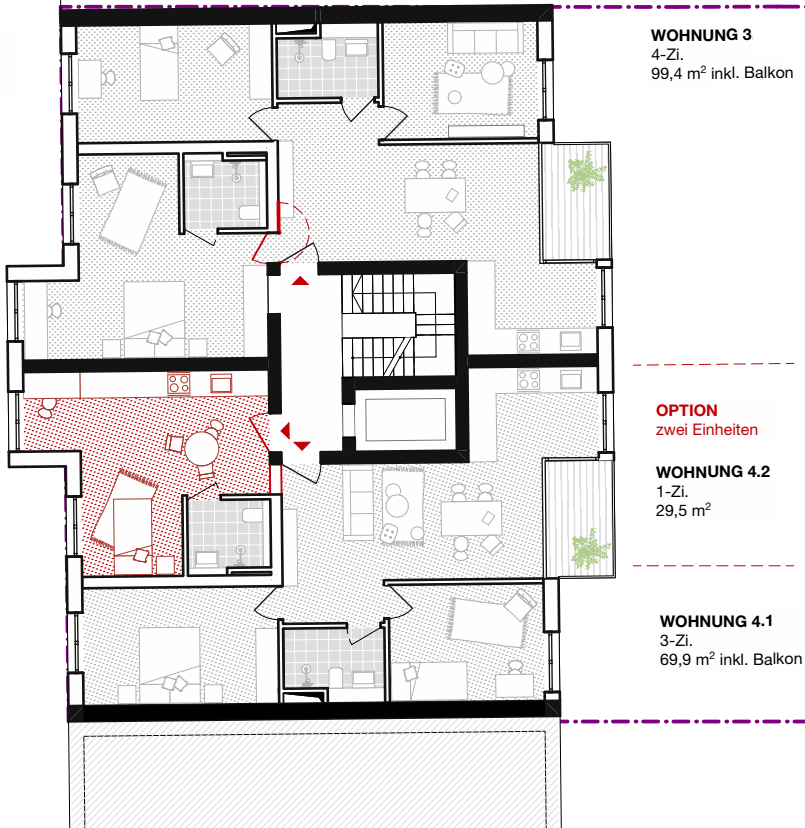 WOHNUNG 3
4-Zi.
99,4 m² inkl. Balkon
OPTION
zwei Einheiten
WOHNUNG 4.2
1-Zi.
29,5 m²
WOHNUNG 4.1
3-Zi.
69,9 m² inkl. Balkon